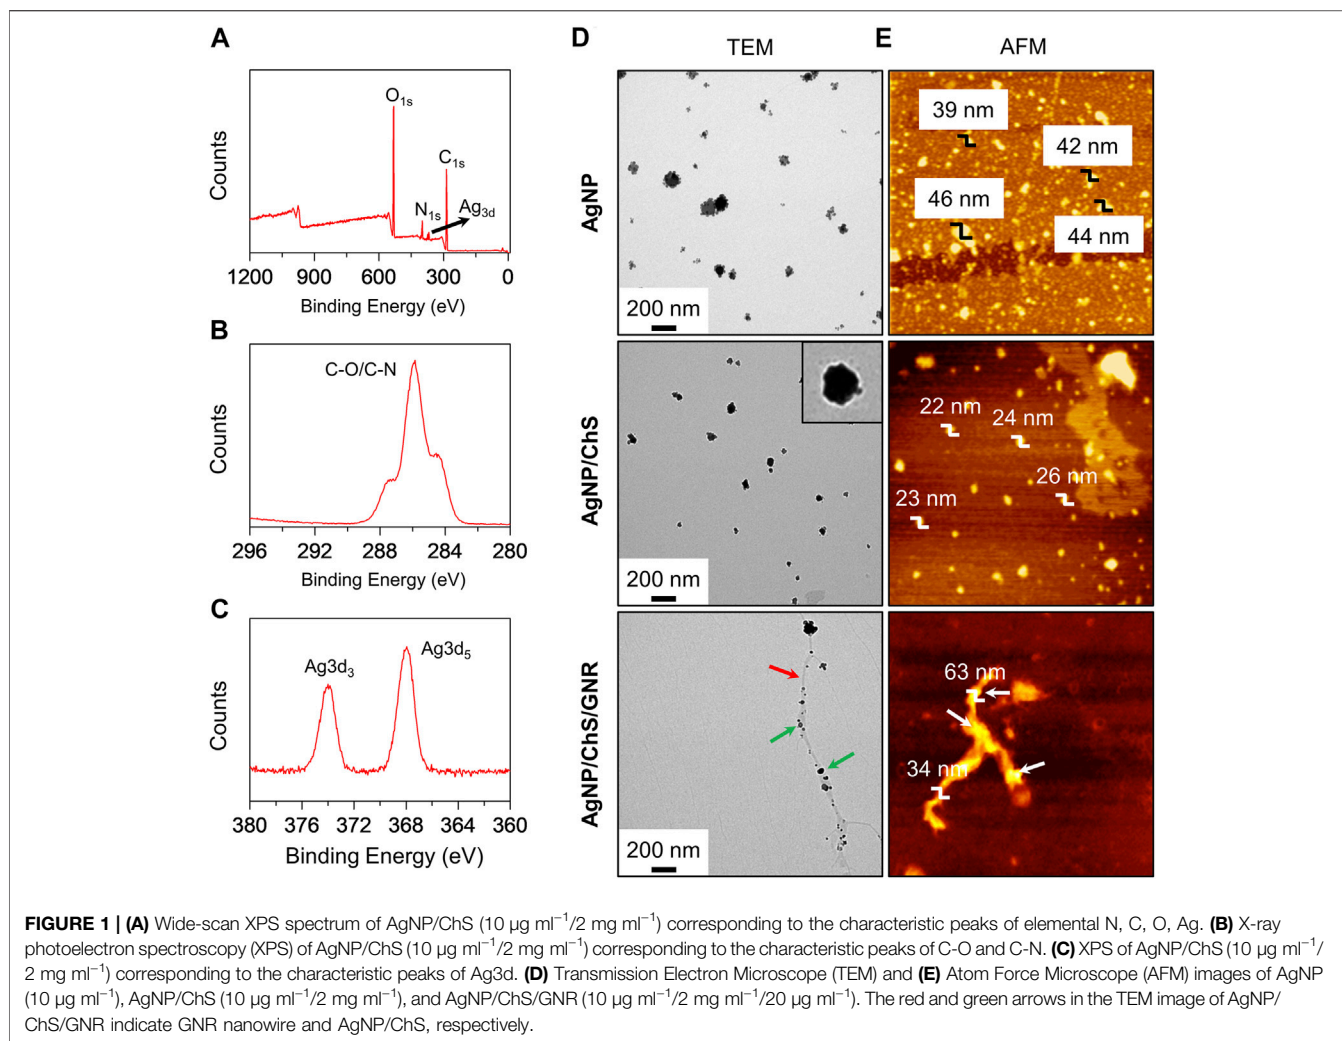 A
Counts
O1s
C1s
N1s
Ag3d
1200 900 600 300 0
Binding Energy (eV)
B
C-O/C-N
Counts
296 292 288 284 280
Binding Energy (eV)
C
Ag3d3
Ag3d5
Counts
380 376 372 368 364 360
Binding Energy (eV)
D
TEM
AgNP
200 nm
AgNP/ChS
200 nm
AgNP/ChS/GNR
200 nm
E
AFM
39 nm
42 nm
46 nm
44 nm
22 nm
24 nm
26 nm
23 nm
63 nm
34 nm
FIGURE 1 | (A) Wide-scan XPS spectrum of AgNP/ChS (10 μg ml−1/2 mg ml−1) corresponding to the characteristic peaks of elemental N, C, O, Ag. (B) X-ray
photoelectron spectroscopy (XPS) of AgNP/ChS (10 μg ml−1/2 mg ml−1) corresponding to the characteristic peaks of C-O and C-N. (C) XPS of AgNP/ChS (10 μg ml−1/
2 mg ml−1) corresponding to the characteristic peaks of Ag3d. (D) Transmission Electron Microscope (TEM) and (E) Atom Force Microscope (AFM) images of AgNP
(10 μg ml−1), AgNP/ChS (10 μg ml−1/2 mg ml−1), and AgNP/ChS/GNR (10 μg ml−1/2 mg ml−1/20 μg ml−1). The red and green arrows in the TEM image of AgNP/
ChS/GNR indicate GNR nanowire and AgNP/ChS, respectively.